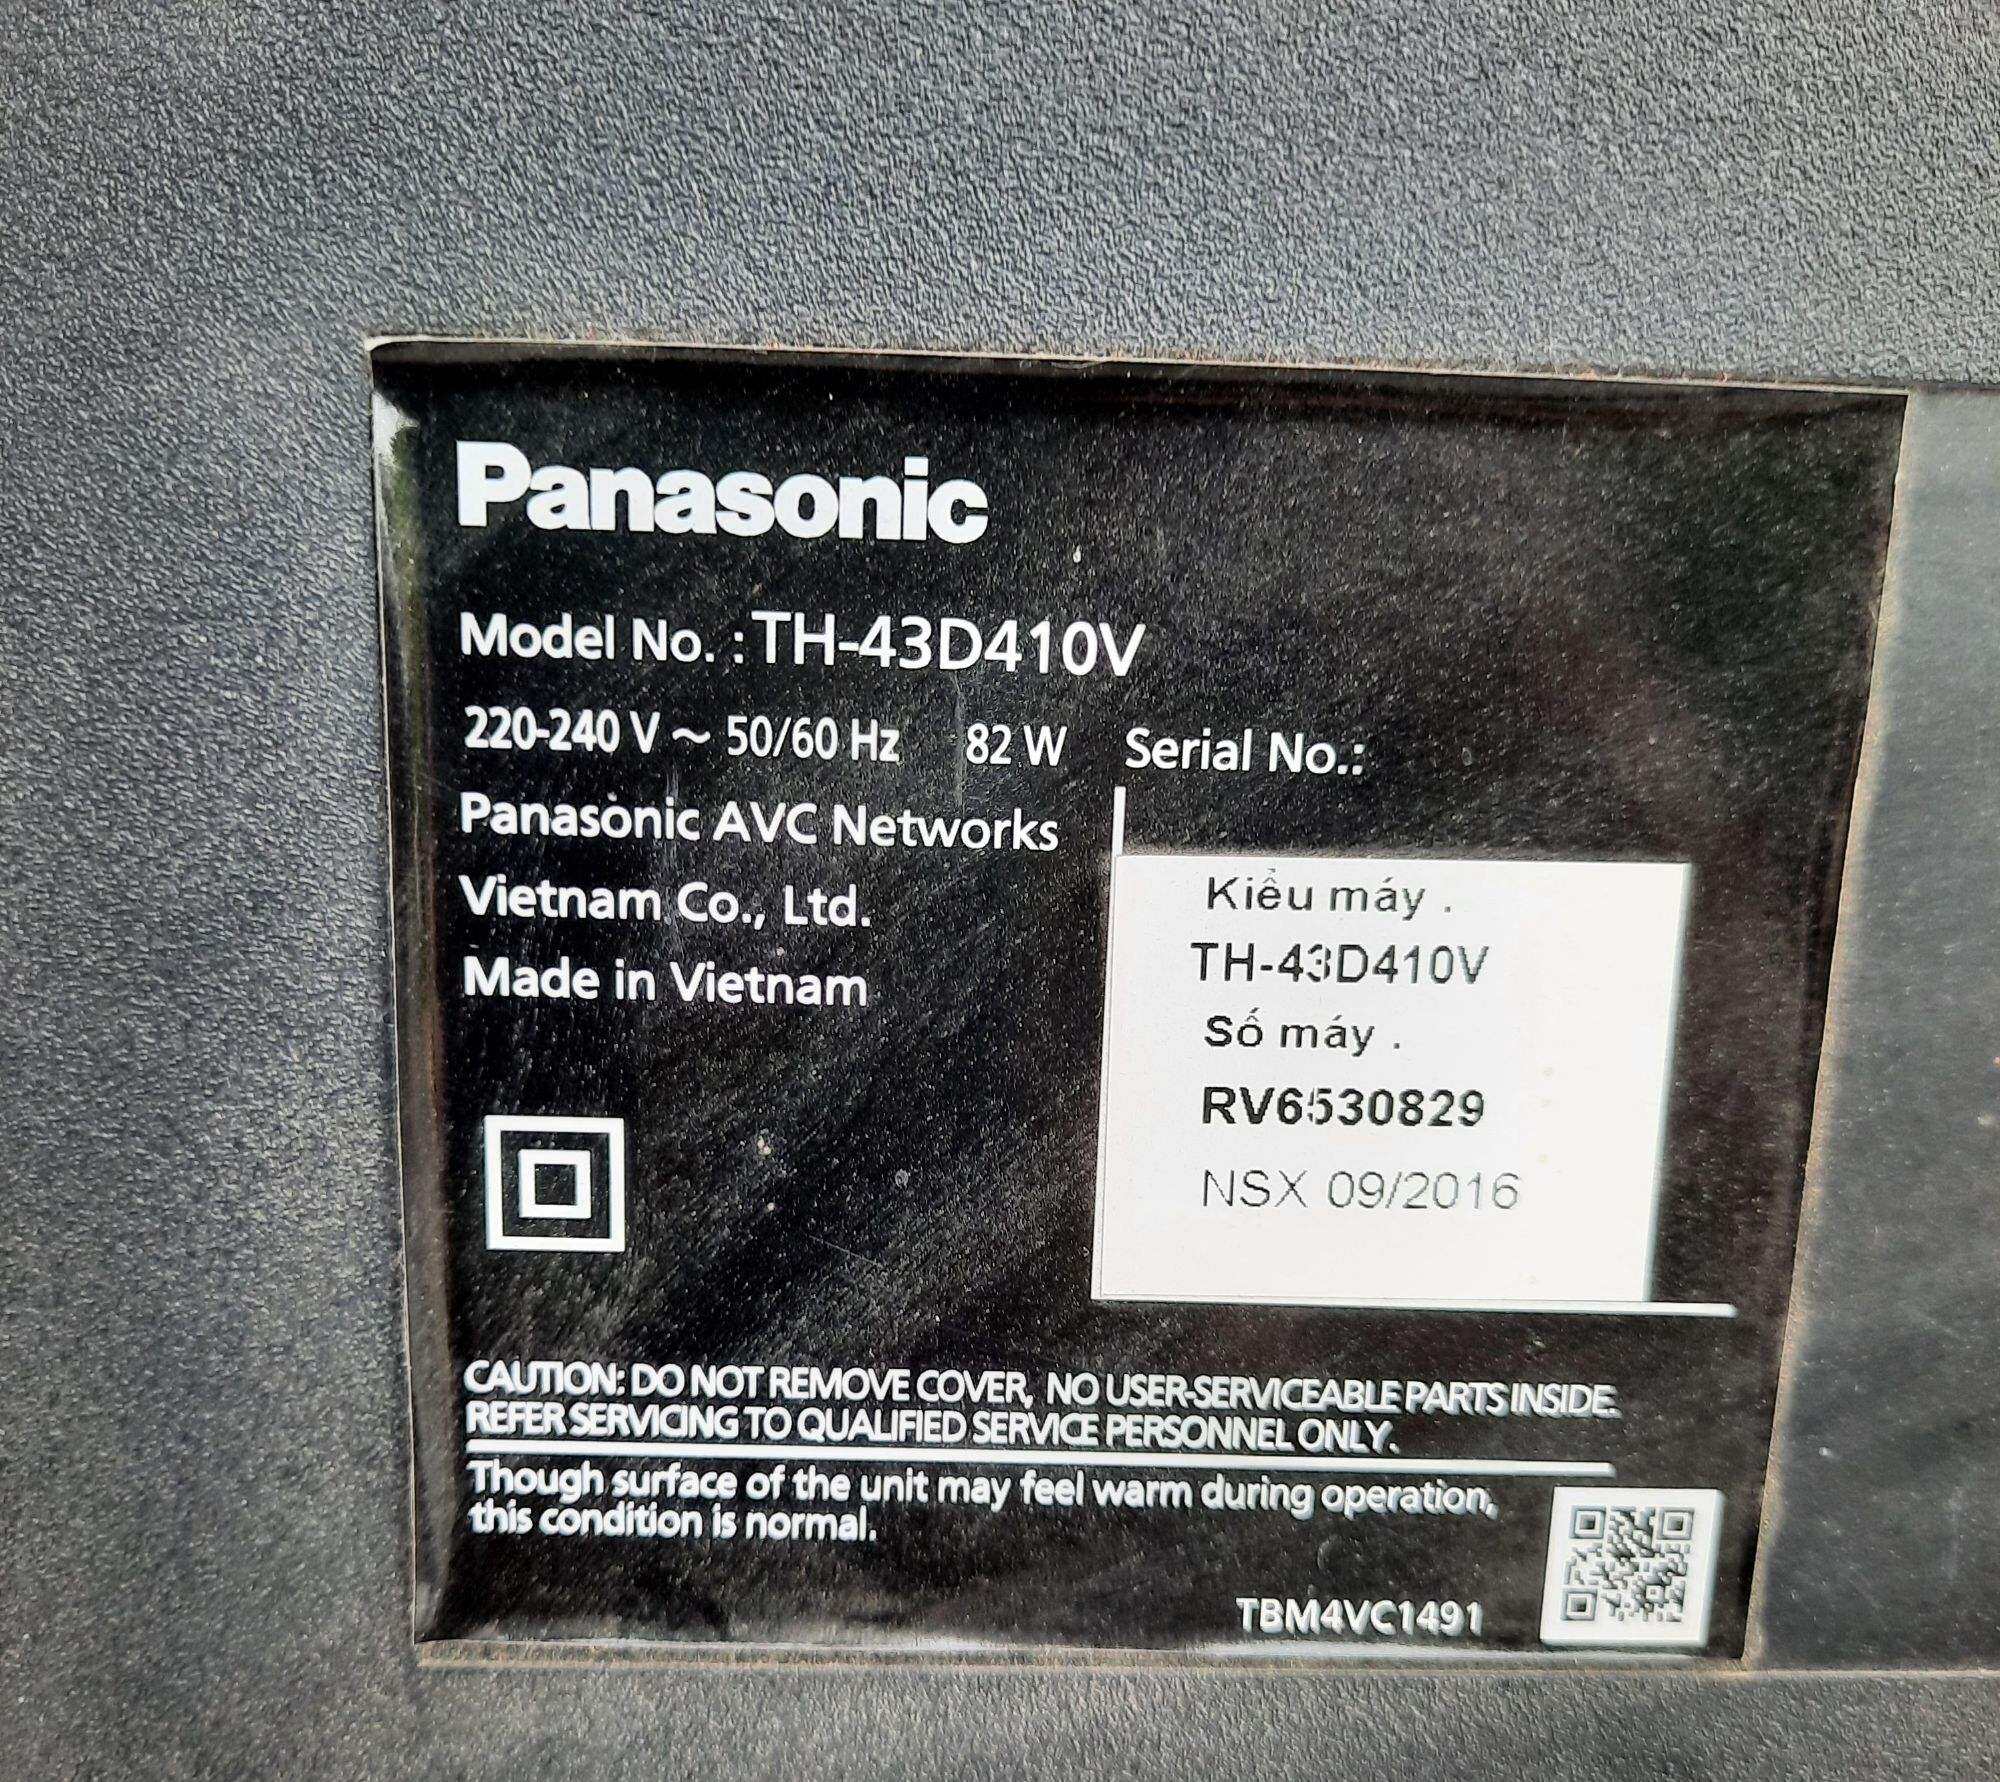 Panasonic
Model No. : TH-43D410V
220-240 V ~ 50/60 Hz 82 W
Panasonic AVC Networks
Vietnam Co., Ltd.
Made in Vietnam
Serial No.:
Kiểu máy .
TH-43D410V
Số máy .
RV6530829
NSX 09/2016
CAUTION: DO NOT REMOVE COVER, NO USER-SERVICEABLE PARTS INSIDE.
REFER SERVICING TO QUALIFIED SERVICE PERSONNEL ONLY.
Though surface of the unit may feel warm during operation,
this condition is normal.
TBM4VC1491